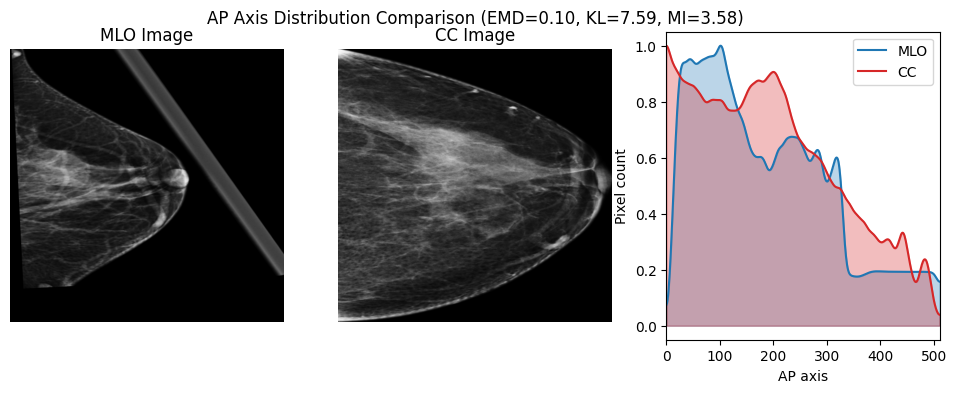 AP Axis Distribution Comparison (EMD=0.10, KL=7.59, MI=3.58)
MLO Image
CC Image
MLO
CC
Pixel count
1.0
0.8
0.6
0.4
0.2
0.0
0 100 200 300 400 500
AP axis